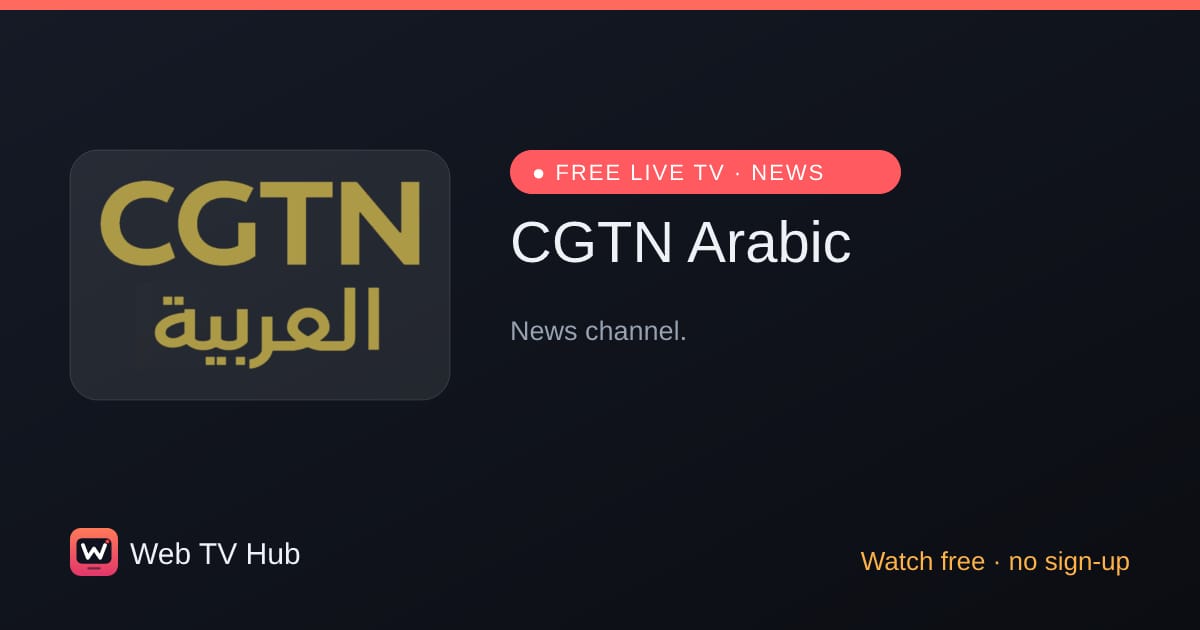 CGTN
العربية
• FREE LIVE TV · NEWS
CGTN Arabic
News channel.
W
Web TV Hub
Watch free · no sign-up